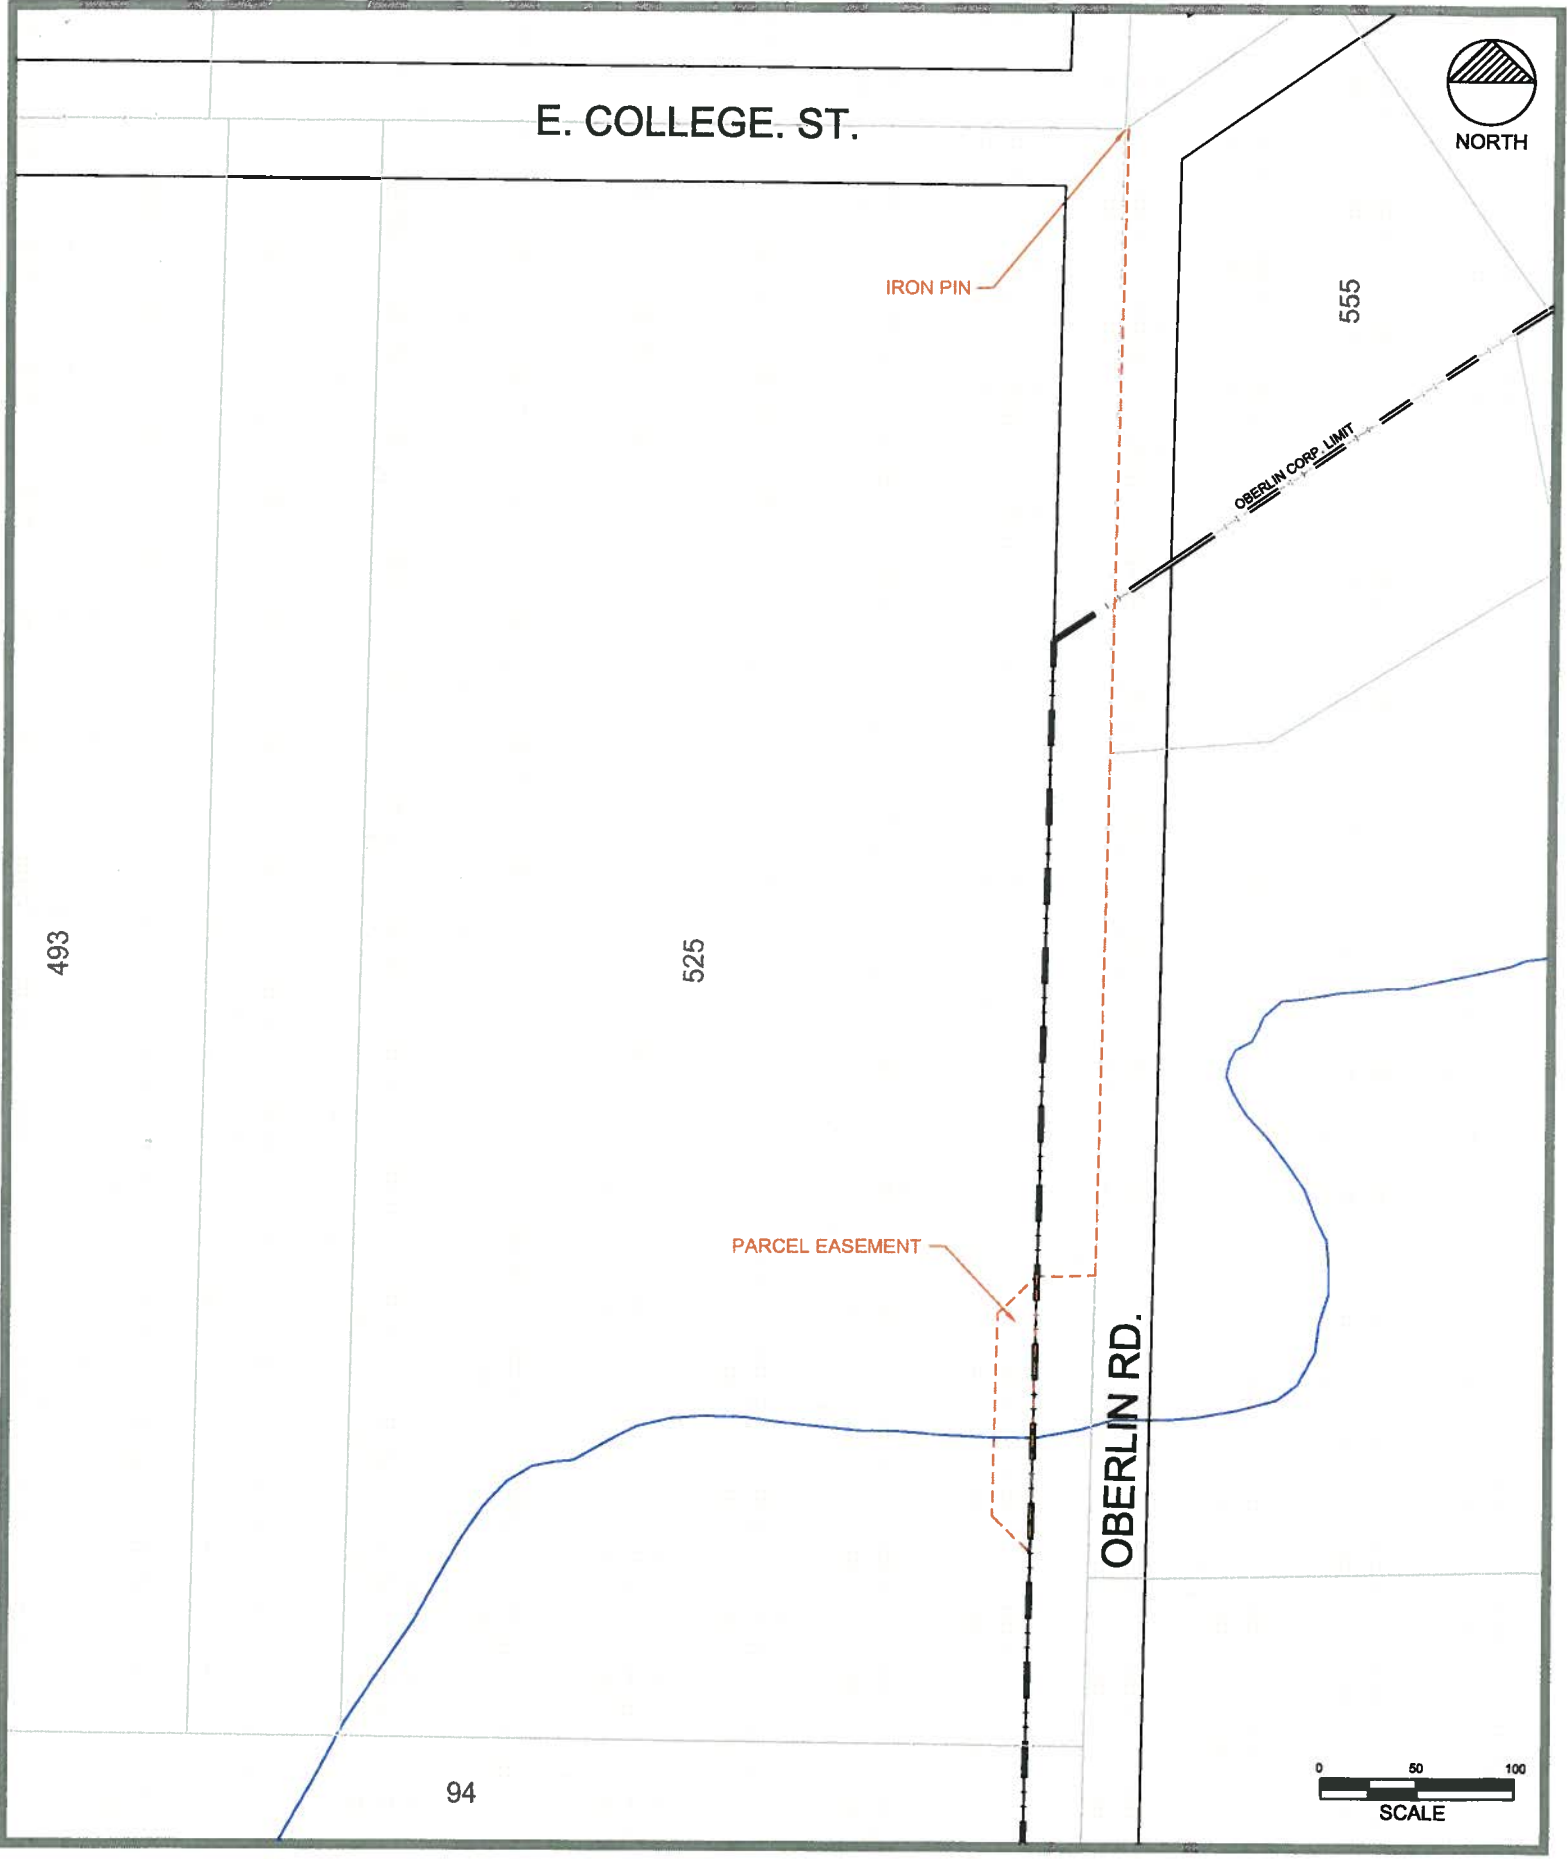 E. COLLEGE. ST.
NORTH
IRON PIN
555
OBERLIN CORP. LIMIT
493
525
PARCEL EASEMENT
OBERLIN RD.
94
0 50 100
SCALE